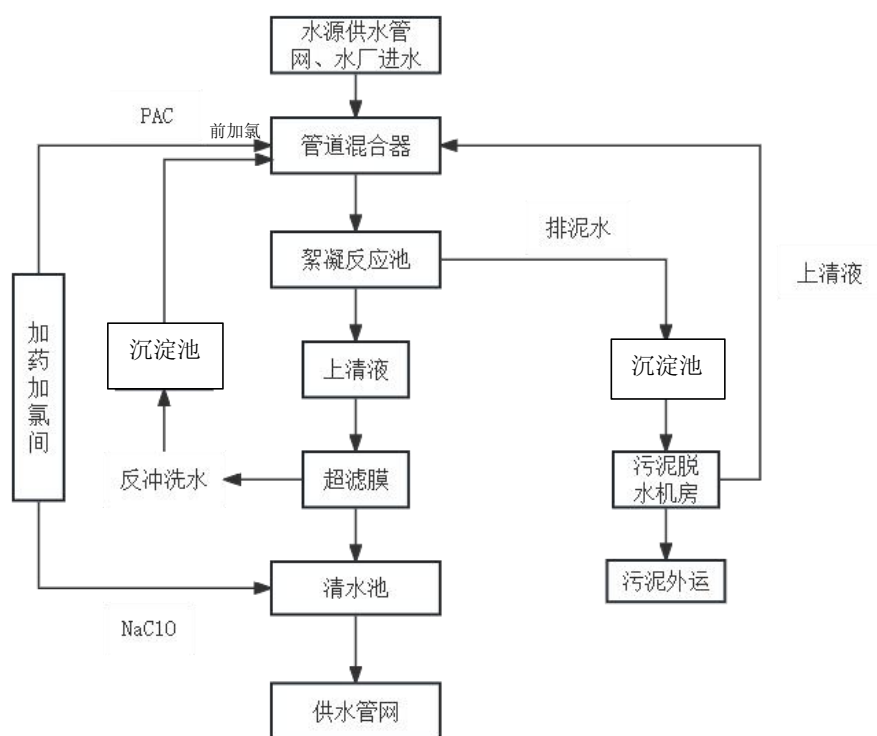 水源供水管
网、水厂进水
PAC
前加氯
管道混合器
排泥水
絮凝反应池
上清液
加
药
加
氯
间
沉淀池
上清液
沉淀池
反冲洗水
超滤膜
污泥脱
水机房
清水池
污泥外运
NaClO
供水管网